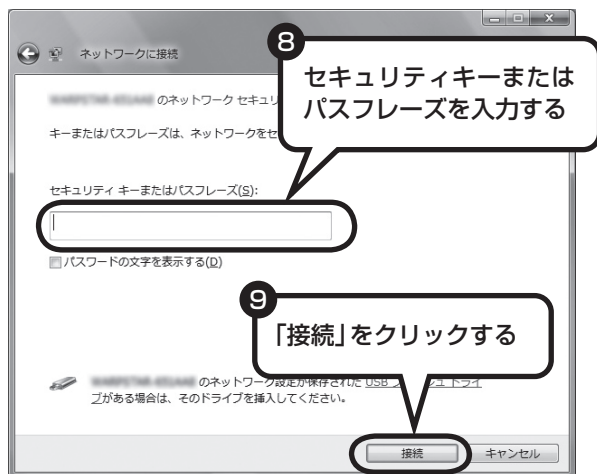 ネットワークに接続
8
セキュリティキーまたは
パスフレーズを入力する
のネットワーク セキュリ
キーまたはパスフレーズは、ネットワークをセ
セキュリティ キーまたはパスフレーズ(S):
パスワードの文字を表示する(D)
9
「接続」をクリックする
のネットワーク設定が保存された USB フ ュ ドライ
ブがある場合は、そのドライブを挿入してください。
接続
キャンセル